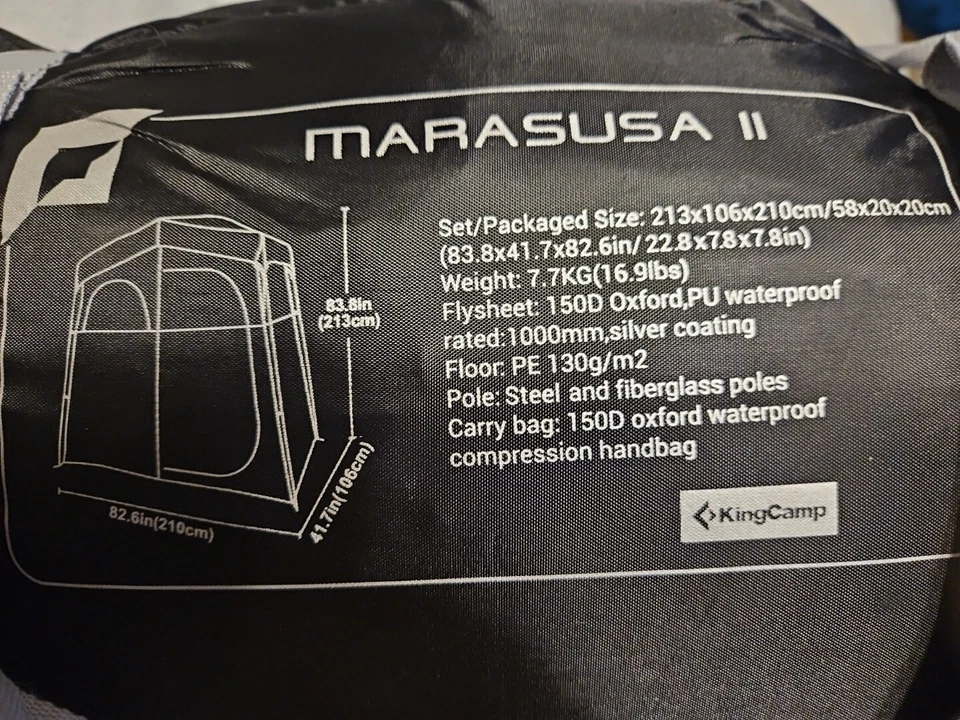 MARASUSA II
Set/Packaged Size: 213x106x210cm/58x20x20cm
(83.8x41.7x82.6in/ 22.8x7.8x7.8in)
Weight: 7.7KG(16.9lbs)
Flysheet: 150D Oxford,PU waterproof
rated:1000mm,silver coating
Floor: PE 130g/m2
Pole: Steel and fiberglass poles
Carry bag: 150D oxford waterproof
compression handbag
83.8in
(213cm)
82.6in(210cm)
41.7in(106cm)
KingCamp